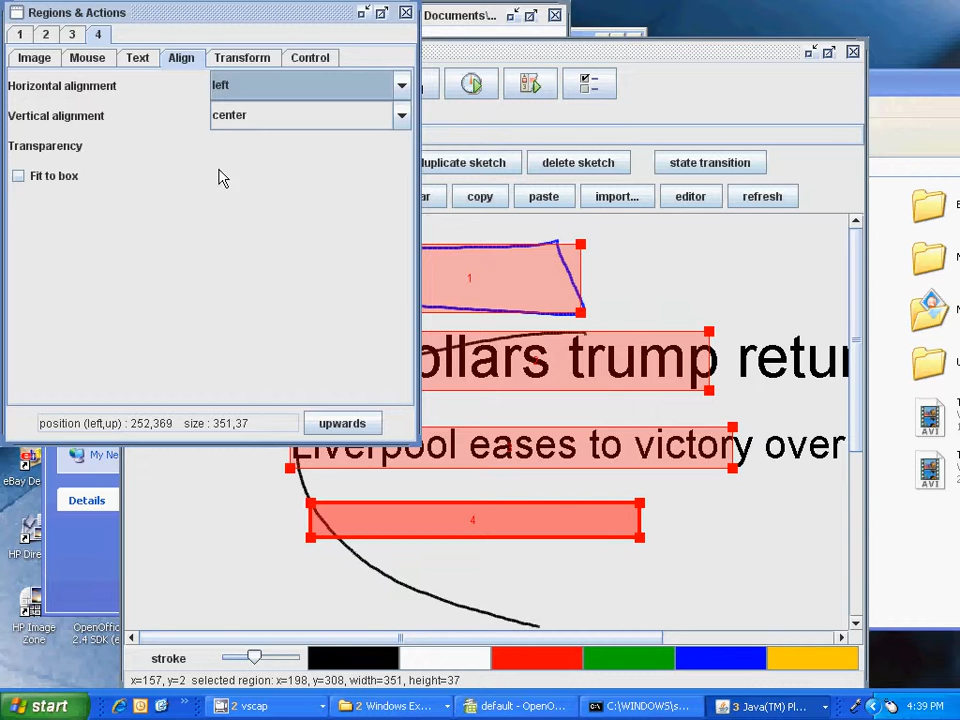 Regions & Actions
Documents\...
1 2 3 4
Image Mouse Text Align Transform Control
Horizontal alignment left
Vertical alignment center
Transparency
Fit to box
position (left,up) : 252,369 size : 351,37 upwards
uplicate sketch delete sketch state transition
ar copy paste import... editor refresh
1
ollars trump retur
Liverpool eases to victory over
4
My Ne
eBay De
Details
HP Dire
HP Image
Zone
OpenOffic
2.4 SDK (e
stroke
x=157, y=2 selected region: x=198, y=308, width=351, height=37
AVI
AVI
start 2 vscap 2 Windows Ex... default - OpenO... C:\WINDOWS\s... 3 Java(TM) Pl... 4:39 PM